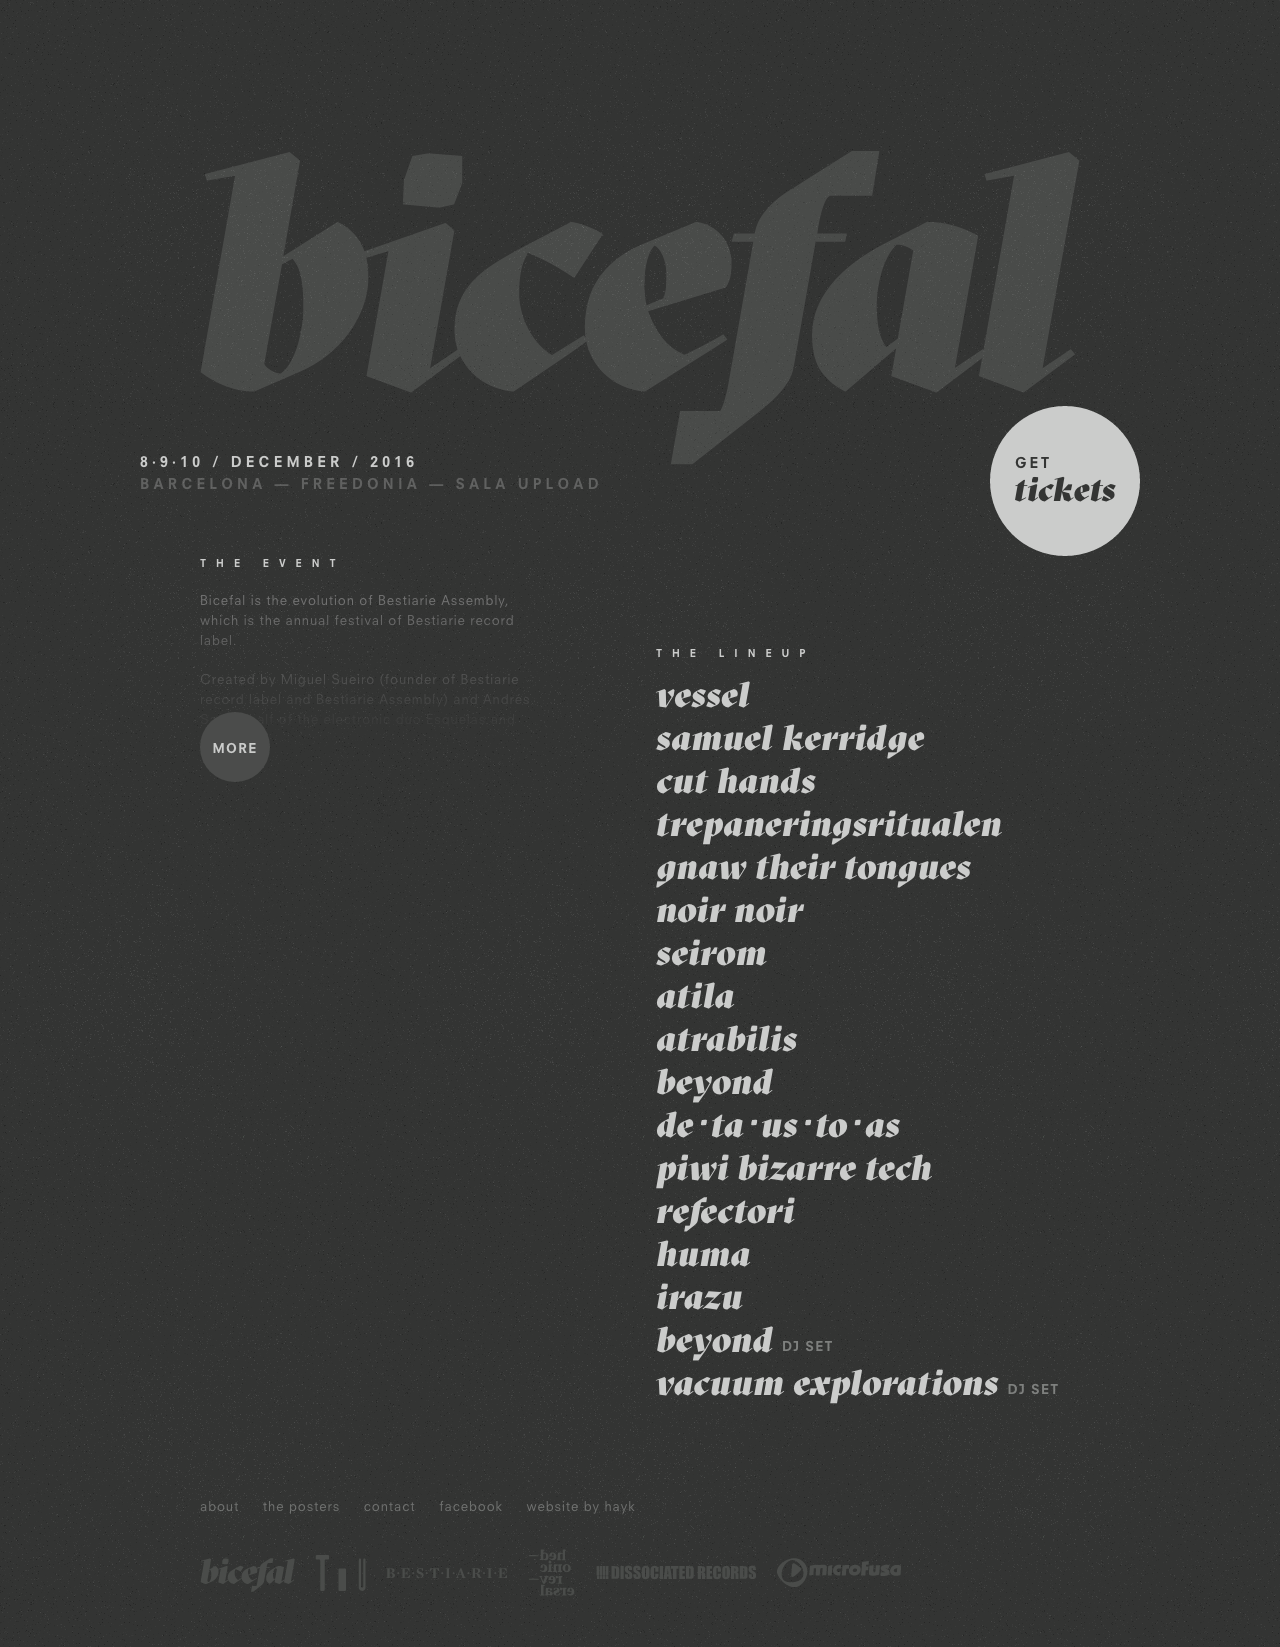 bicefal
8·9·10 / DECEMBER / 2016
BARCELONA — FREEDONIA — SALA UPLOAD
GET
tickets
THE EVENT
Bicefal is the evolution of Bestiarie Assembly,
which is the annual festival of Bestiarie record
label.
Created by Miguel Sueiro (founder of Bestiarie
record label and Bestiarie Assembly) and Andrés
of the electronic duo Esquelas and
MORE
THE LINEUP
vessel
samuel kerridge
cut hands
trepaneringsritualen
gnaw their tongues
noir noir
seirom
atila
atrabilis
beyond
de·ta·us·to·as
piwi bizarre tech
refectori
huma
irazu
beyond DJ SET
vacuum explorations DJ SET
about the posters contact facebook website by hayk
bicefal
B·E·S·T·I·A·R·I·E
DISSOCIATED RECORDS
microfusa